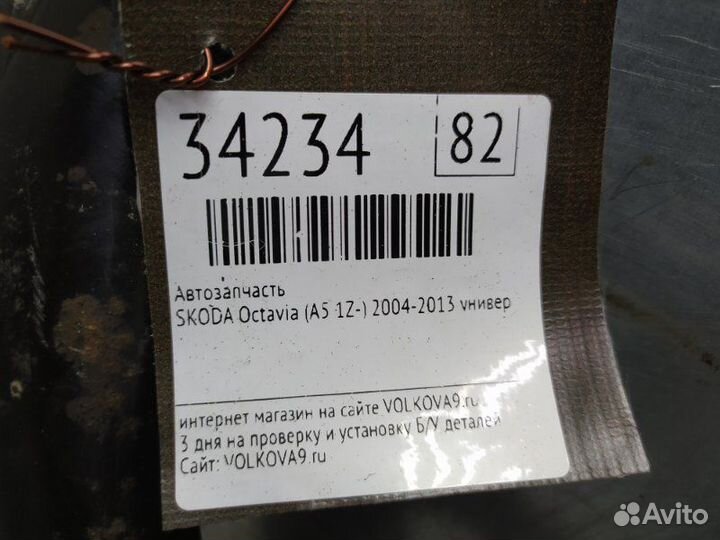 34234 82
Автозапчасть
SKODA Octavia (A5 1Z-) 2004-2013 универ
интернет магазин на сайте VOLKOVA9.ru
3 дня на проверку и установку Б/У деталей
Сайт: VOLKOVA9.ru
Avito